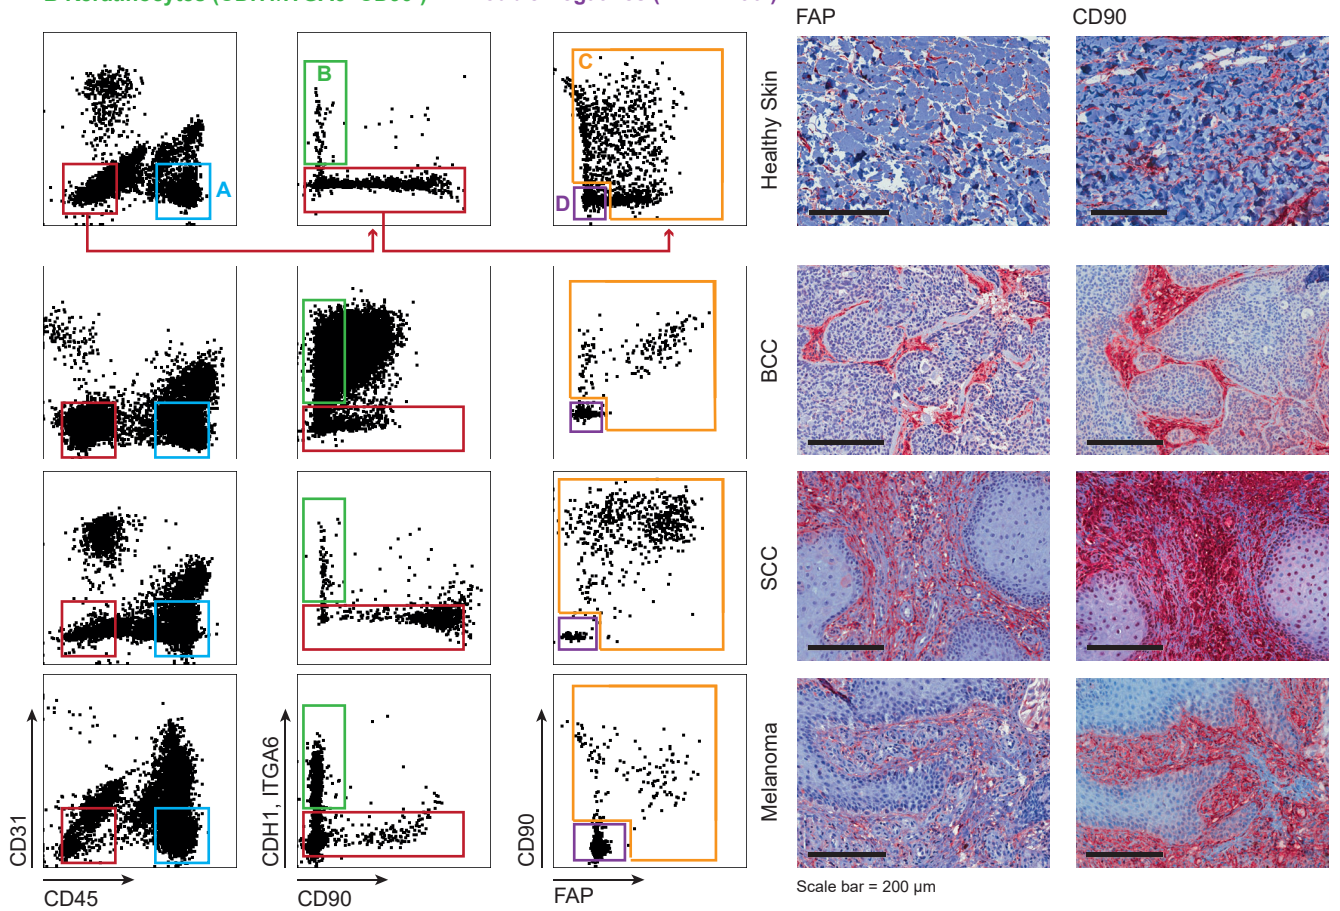 FAP
CD90
A
B
C
D
Healthy Skin
BCC
SCC
Melanoma
CD31
CD45
CDH1, ITGA6
CD90
CD90
FAP
Scale bar = 200 µm